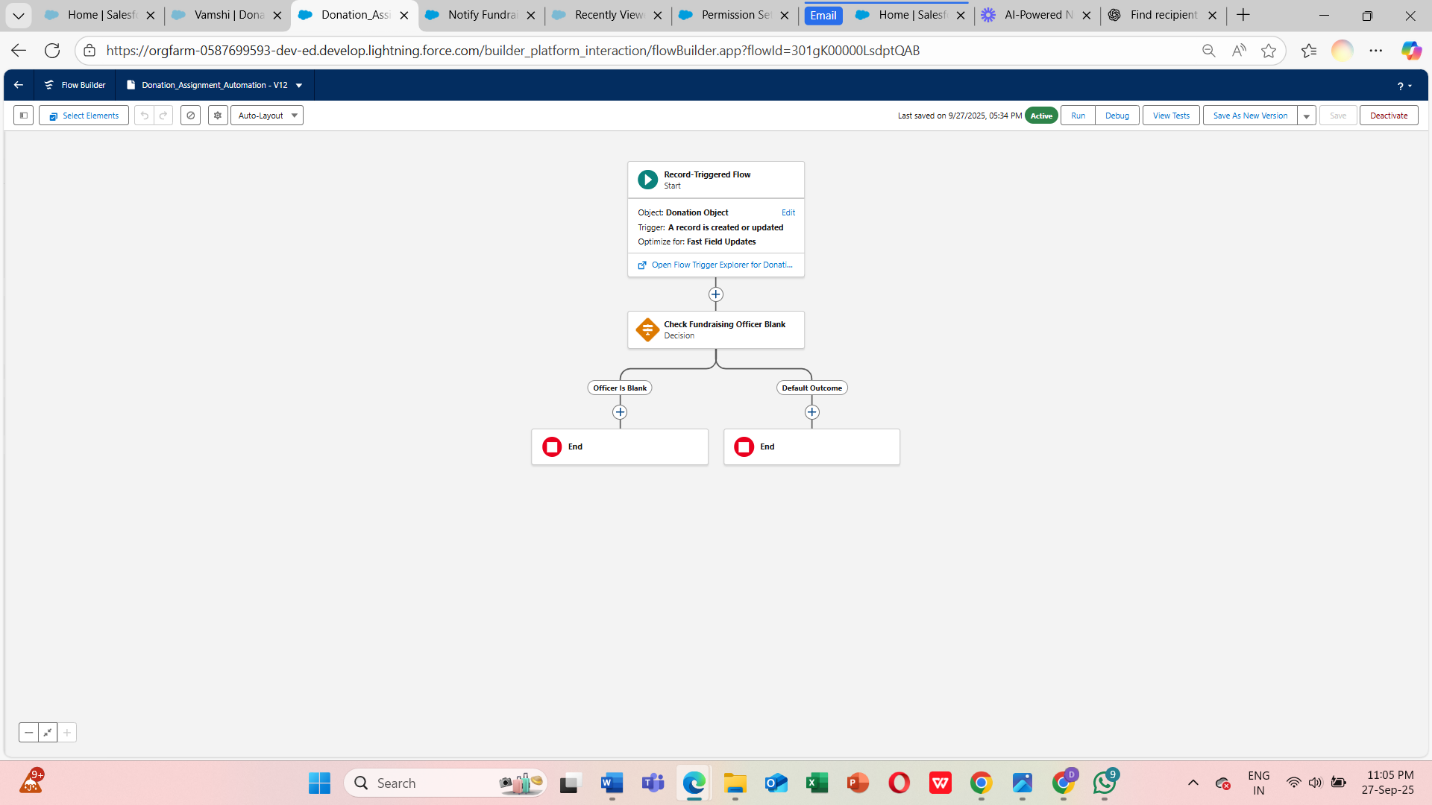 Home | Salesf
Vamshi | Dona
Donation_Assi
Notify Fundra
Recently View
Permission Se
Email
Home | Salesf
AI-Powered N
Find recipient
https://orgfarm-0587699593-dev-ed.develop.lightning.force.com/builder_platform_interaction/flowBuilder.app?flowId=301gK00000LsdptQAB
Flow Builder
Donation_Assignment_Automation - V12
?
Select Elements
Auto-Layout
Last saved on 9/27/2025, 05:34 PM
Active
Run
Debug
View Tests
Save As New Version
Save
Deactivate
Record-Triggered Flow
Start
Object: Donation Object
Edit
Trigger: A record is created or updated
Optimize for: Fast Field Updates
Open Flow Trigger Explorer for Donati...
Check Fundraising Officer Blank
Decision
Officer Is Blank
Default Outcome
End
End
9+
Search
D
9
ENG
IN
11:05 PM
27-Sep-25